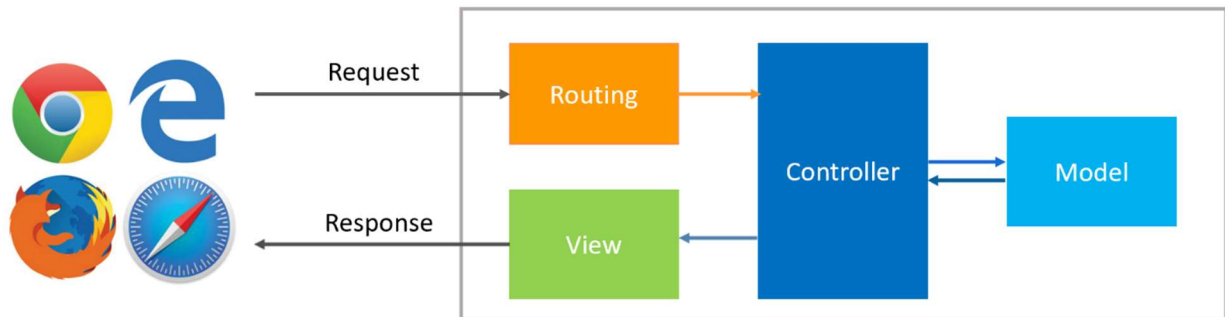 Request
Routing
Controller
Model
Response
View